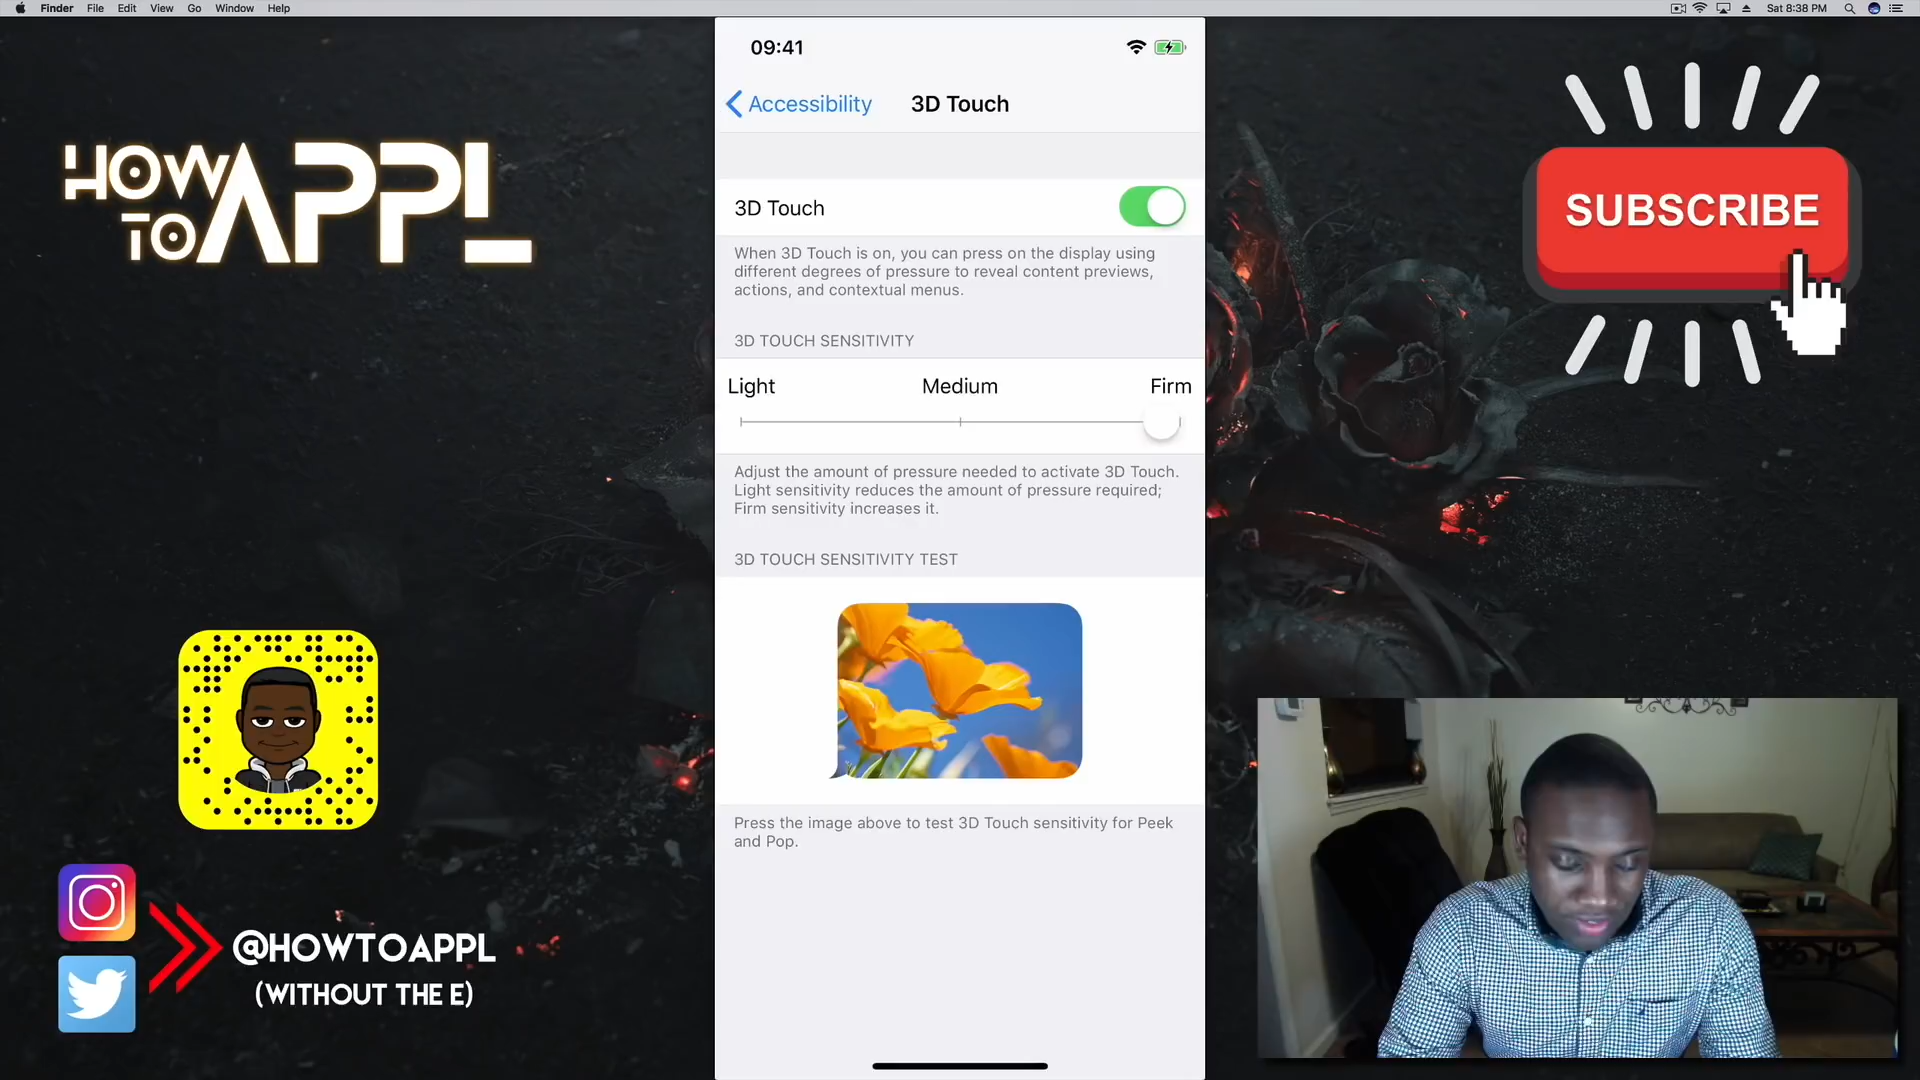 Finder File Edit View Go Window Help
Sat 8:38 PM
09:41
Accessibility
3D Touch
HOW
TO APPL
SUBSCRIBE
3D Touch
When 3D Touch is on, you can press on the display using
different degrees of pressure to reveal content previews,
actions, and contextual menus.
3D TOUCH SENSITIVITY
Light Medium Firm
Adjust the amount of pressure needed to activate 3D Touch.
Light sensitivity reduces the amount of pressure required;
Firm sensitivity increases it.
3D TOUCH SENSITIVITY TEST
Press the image above to test 3D Touch sensitivity for Peek
and Pop.
@HOWTOAPPL
(WITHOUT THE E)